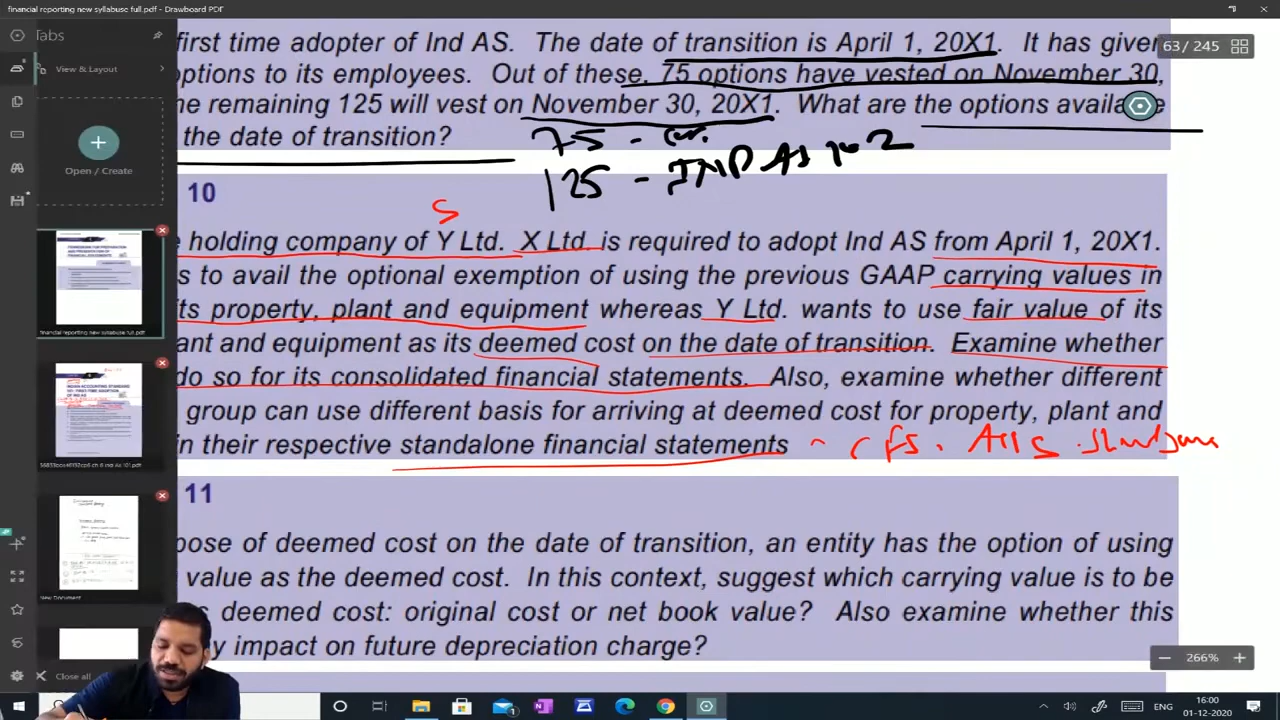 financial reporting new syllabuse full.pdf - Drawboard PDF
Tabs
View & Layout
Open / Create
financial reporting new syllabuse full.pdf
New Document
Close all
63 / 245
first time adopter of Ind AS. The date of transition is April 1, 20X1. It has given
options to its employees. Out of these, 75 options have vested on November 30,
ne remaining 125 will vest on November 30, 20X1. What are the options available
the date of transition?
75 -
125 - IND AS 102
10
S
holding company of Y Ltd. X Ltd. is required to adopt Ind AS from April 1, 20X1.
s to avail the optional exemption of using the previous GAAP carrying values in
its property, plant and equipment whereas Y Ltd. wants to use fair value of its
ant and equipment as its deemed cost on the date of transition. Examine whether
do so for its consolidated financial statements. Also, examine whether different
group can use different basis for arriving at deemed cost for property, plant and
in their respective standalone financial statements
cfs.
11
pose of deemed cost on the date of transition, an entity has the option of using
value as the deemed cost. In this context, suggest which carrying value is to be
s deemed cost: original cost or net book value? Also examine whether this
y impact on future depreciation charge?
266%
ENG
16:00
01-12-2020